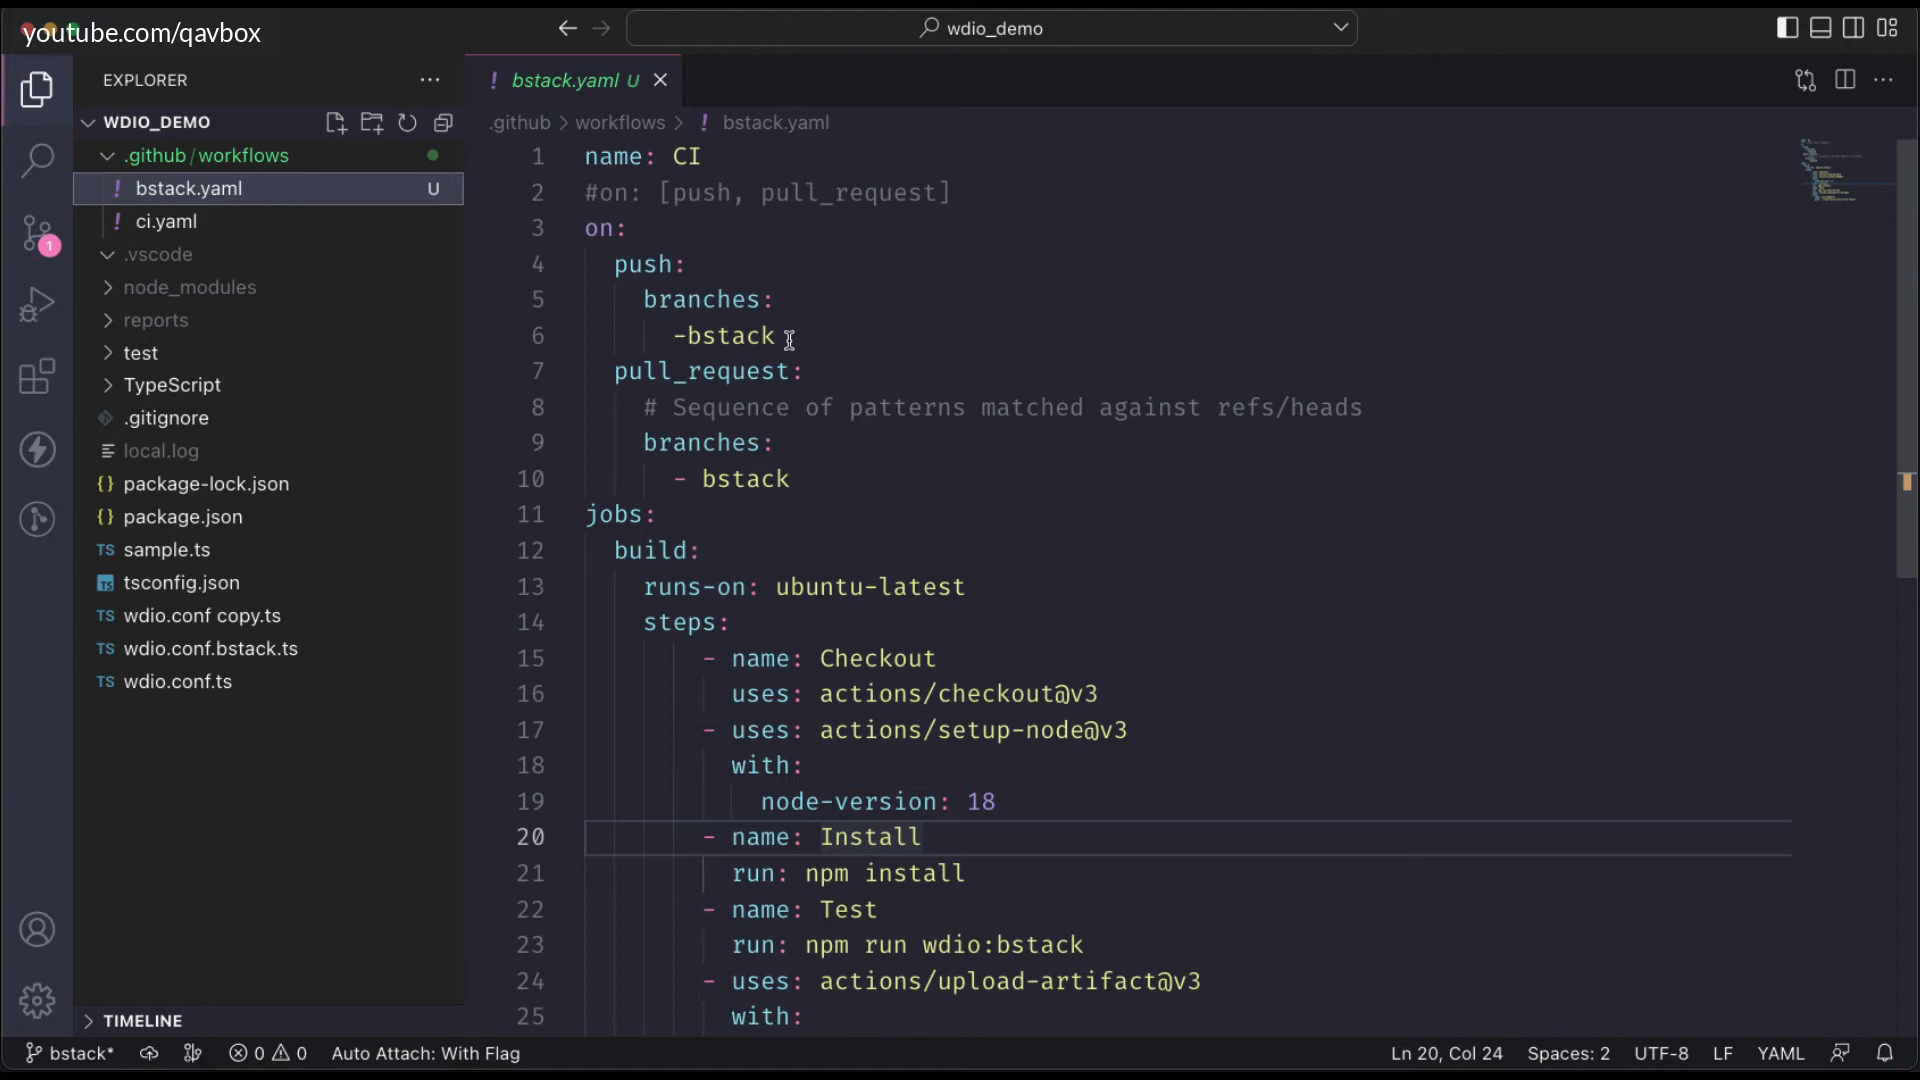 youtube.com/qavbox
wdio_demo
EXPLORER
WDIO_DEMO
.github/workflows
bstack.yaml U
ci.yaml
.vscode
node_modules
reports
test
TypeScript
.gitignore
local.log
package-lock.json
package.json
sample.ts
tsconfig.json
wdio.conf copy.ts
wdio.conf.bstack.ts
wdio.conf.ts
TIMELINE
1
bstack.yaml U
.github > workflows > ! bstack.yaml
1 name: CI
2 #on: [push, pull_request]
3 on:
4 push:
5 branches:
6 -bstack
7 pull_request:
8 # Sequence of patterns matched against refs/heads
9 branches:
10 - bstack
11 jobs:
12 build:
13 runs-on: ubuntu-latest
14 steps:
15 - name: Checkout
16 uses: actions/checkout@v3
17 - uses: actions/setup-node@v3
18 with:
19 node-version: 18
20 - name: Install
21 run: npm install
22 - name: Test
23 run: npm run wdio:bstack
24 - uses: actions/upload-artifact@v3
25 with:
bstack* 0 0 Auto Attach: With Flag Ln 20, Col 24 Spaces: 2 UTF-8 LF YAML